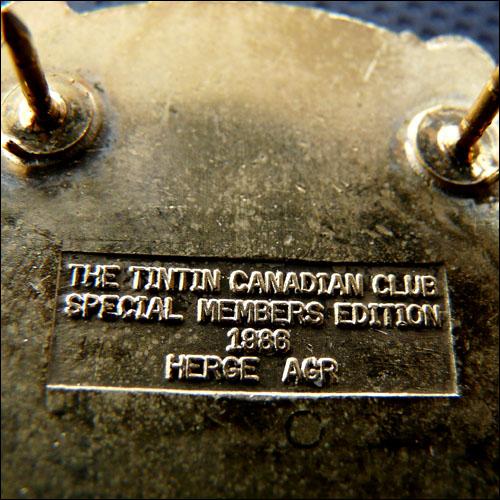 THE TINTIN CANADIAN CLUB
SPECIAL MEMBERS EDITION
1986
HERGE AGR